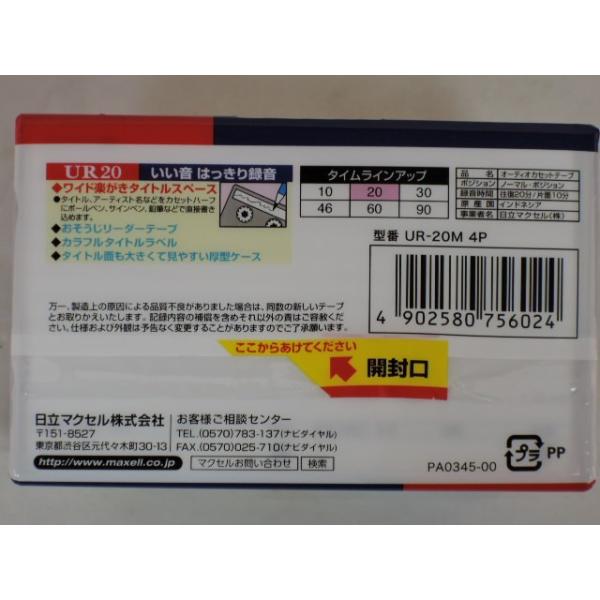 UR20 いい音 はっきり録音
◆ワイド楽がきタイトルスペース
●タイトル、アーティスト名などをカセットハーフ
にボールペン、サインペン、鉛筆などで直接書き
込めます。
◆おそうじリーダーテープ
◆カラフルタイトルラベル
◆タイトル面も大きくて見やすい厚型ケース
タイムラインアップ
10 20 30
46 60 90
品名 オーディオカセットテープ
ポジション ノーマル・ポジション
録音時間 往復20分/片面10分
原産国 インドネシア
事業者名 日立マクセル(株)
型番 UR-20M 4P
4 902580 756024
万一、製造上の原因による品質不良がありました場合は、同数の新しいテープ
とお取りかえいたします。記録内容の補償を含めそれ以外の責はご容赦くださ
い。仕様および外観は予告なく変更することがありますのでご了承願います。
ここからあけてください
開封口
日立マクセル株式会社
〒151-8527
東京都渋谷区元代々木町30-13
http://www.maxell.co.jp
お客様ご相談センター
TEL.(0570)783-137(ナビダイヤル)
FAX.(0570)025-710(ナビダイヤル)
マクセルお問い合わせ 検索
PA0345-00
プラ PP